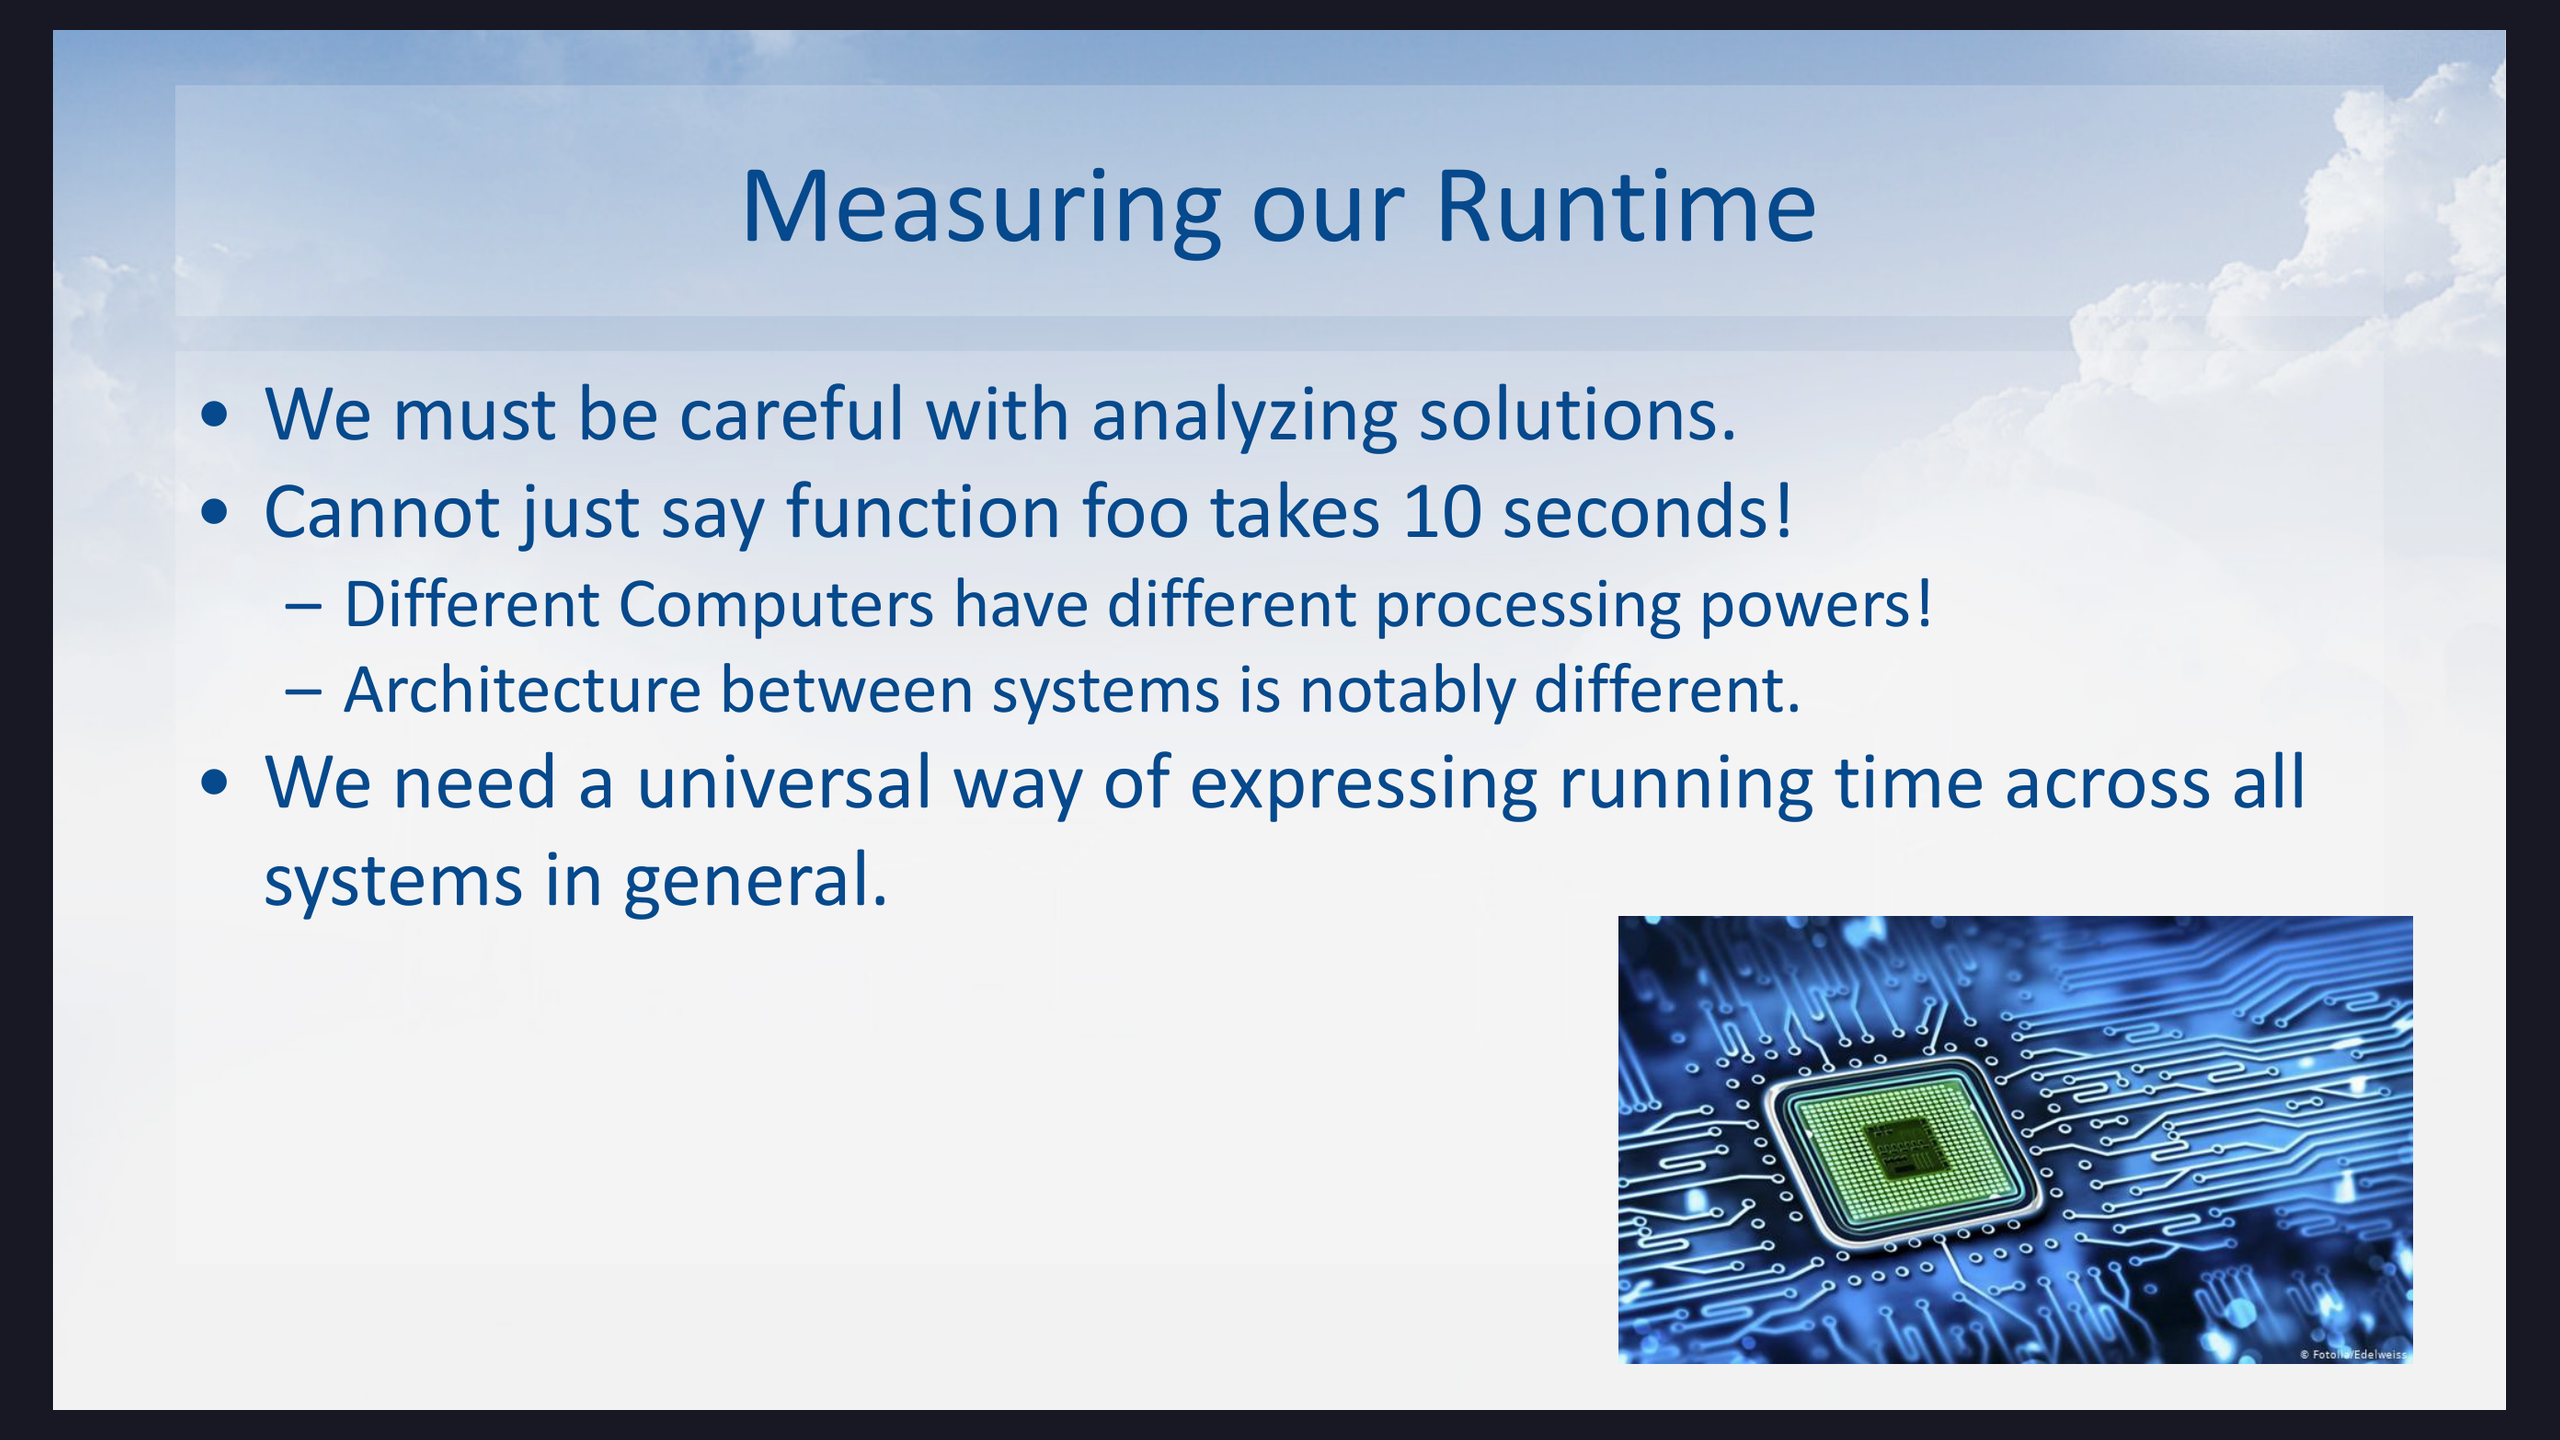 Measuring our Runtime
• We must be careful with analyzing solutions.
• Cannot just say function foo takes 10 seconds!
– Different Computers have different processing powers!
– Architecture between systems is notably different.
• We need a universal way of expressing running time across all
systems in general.
© Fotolia/Edelweiss